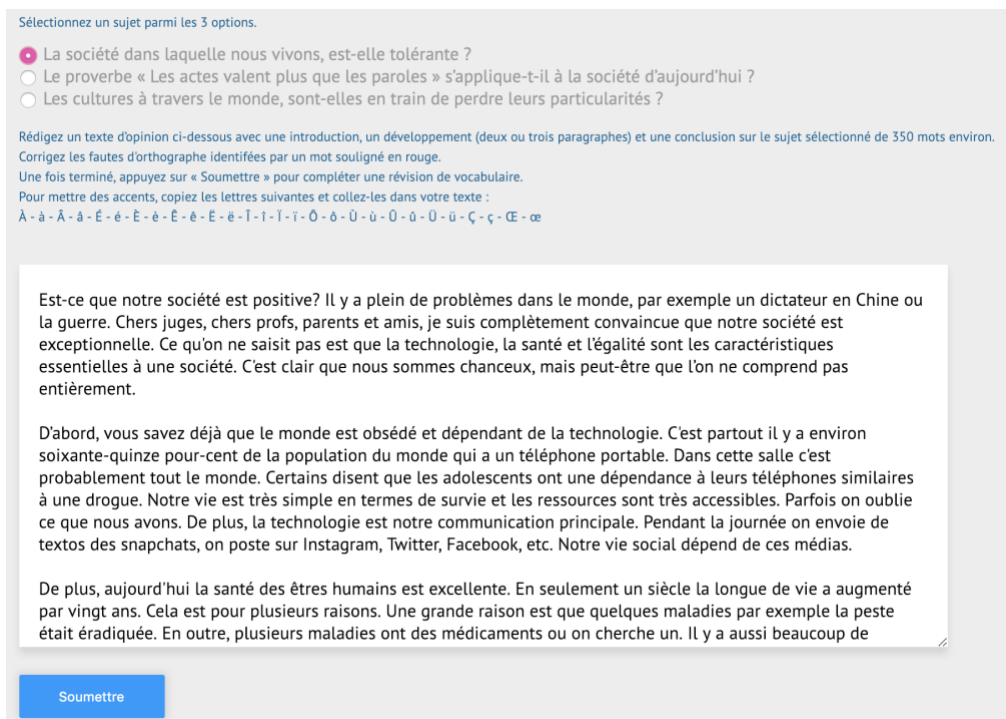 Sélectionnez un sujet parmi les 3 options.
La société dans laquelle nous vivons, est-elle tolérante ?
Le proverbe « Les actes valent plus que les paroles » s'applique-t-il à la société d'aujourd'hui ?
Les cultures à travers le monde, sont-elles en train de perdre leurs particularités ?
Rédigez un texte d'opinion ci-dessous avec une introduction, un développement (deux ou trois paragraphes) et une conclusion sur le sujet sélectionné de 350 mots environ.
Corrigez les fautes d'orthographe identifées par un mot souligné en rouge.
Une fois terminé, appuyez sur « Soumettre » pour compléter une révision de vocabulaire.
Pour mettre des accents, copiez les lettres suivantes et collez-les dans votre texte :
À - à - Â - â - É - é - È - è - Ê - ê - Ë - ë - Î - î - Ï - ï - Ô - ô - Ù - ù - Û - û - Ü - ü - Ç - ç - Œ - œ
Est-ce que notre société est positive? Il y a plein de problèmes dans le monde, par exemple un dictateur en Chine ou
la guerre. Chers juges, chers profs, parents et amis, je suis complètement convaincue que notre société est
exceptionnelle. Ce qu'on ne saisit pas est que la technologie, la santé et l'égalité sont les caractéristiques
essentielles à une société. C'est clair que nous sommes chanceux, mais peut-être que l'on ne comprend pas
entièrement.
D'abord, vous savez déjà que le monde est obsédé et dépendant de la technologie. C'est partout il y a environ
soixante-quinze pour-cent de la population du monde qui a un téléphone portable. Dans cette salle c'est
probablement tout le monde. Certains disent que les adolescents ont une dépendance à leurs téléphones similaires
à une drogue. Notre vie est très simple en termes de survie et les ressources sont très accessibles. Parfois on oublie
ce que nous avons. De plus, la technologie est notre communication principale. Pendant la journée on envoie de
textos des snapchats, on poste sur Instagram, Twitter, Facebook, etc. Notre vie social dépend de ces médias.
De plus, aujourd'hui la santé des êtres humains est excellente. En seulement un siècle la longue de vie a augmenté
par vingt ans. Cela est pour plusieurs raisons. Une grande raison est que quelques maladies par exemple la peste
était éradiquée. En outre, plusieurs maladies ont des médicaments ou on cherche un. Il y a aussi beaucoup de
Soumettre